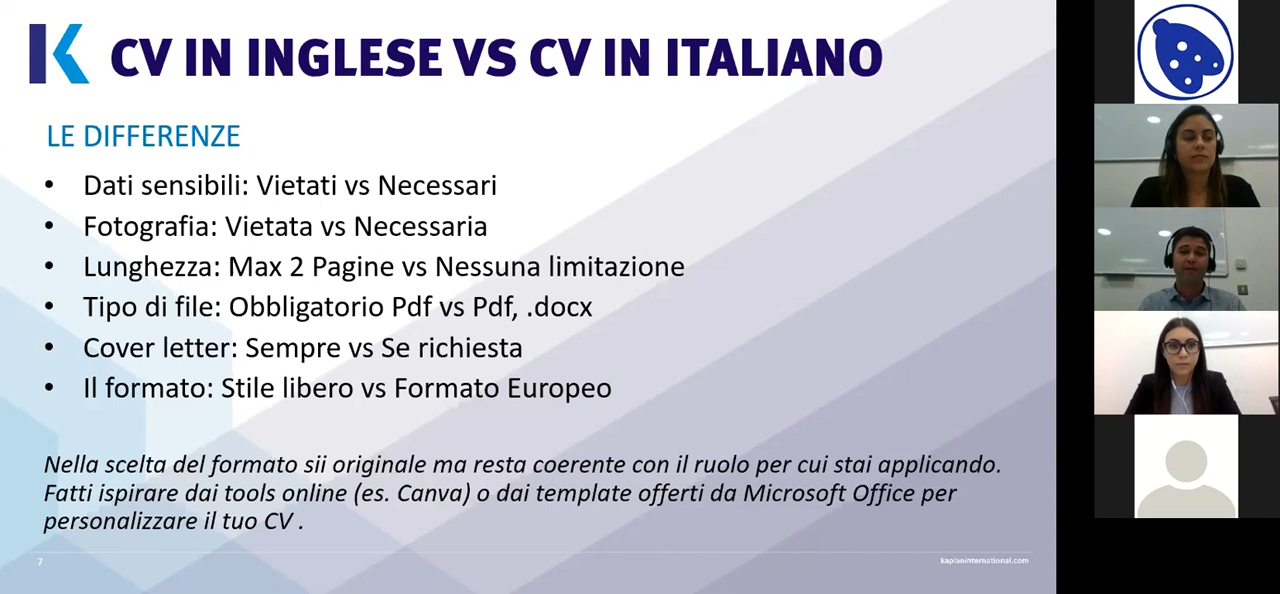 K CV IN INGLESE VS CV IN ITALIANO
LE DIFFERENZE
• Dati sensibili: Vietati vs Necessari
• Fotografia: Vietata vs Necessaria
• Lunghezza: Max 2 Pagine vs Nessuna limitazione
• Tipo di file: Obbligatorio Pdf vs Pdf, .docx
• Cover letter: Sempre vs Se richiesta
• Il formato: Stile libero vs Formato Europeo
Nella scelta del formato sii originale ma resta coerente con il ruolo per cui stai applicando.
Fatti ispirare dai tools online (es. Canva) o dai template offerti da Microsoft Office per
personalizzare il tuo CV .
7
kaplaninternational.com